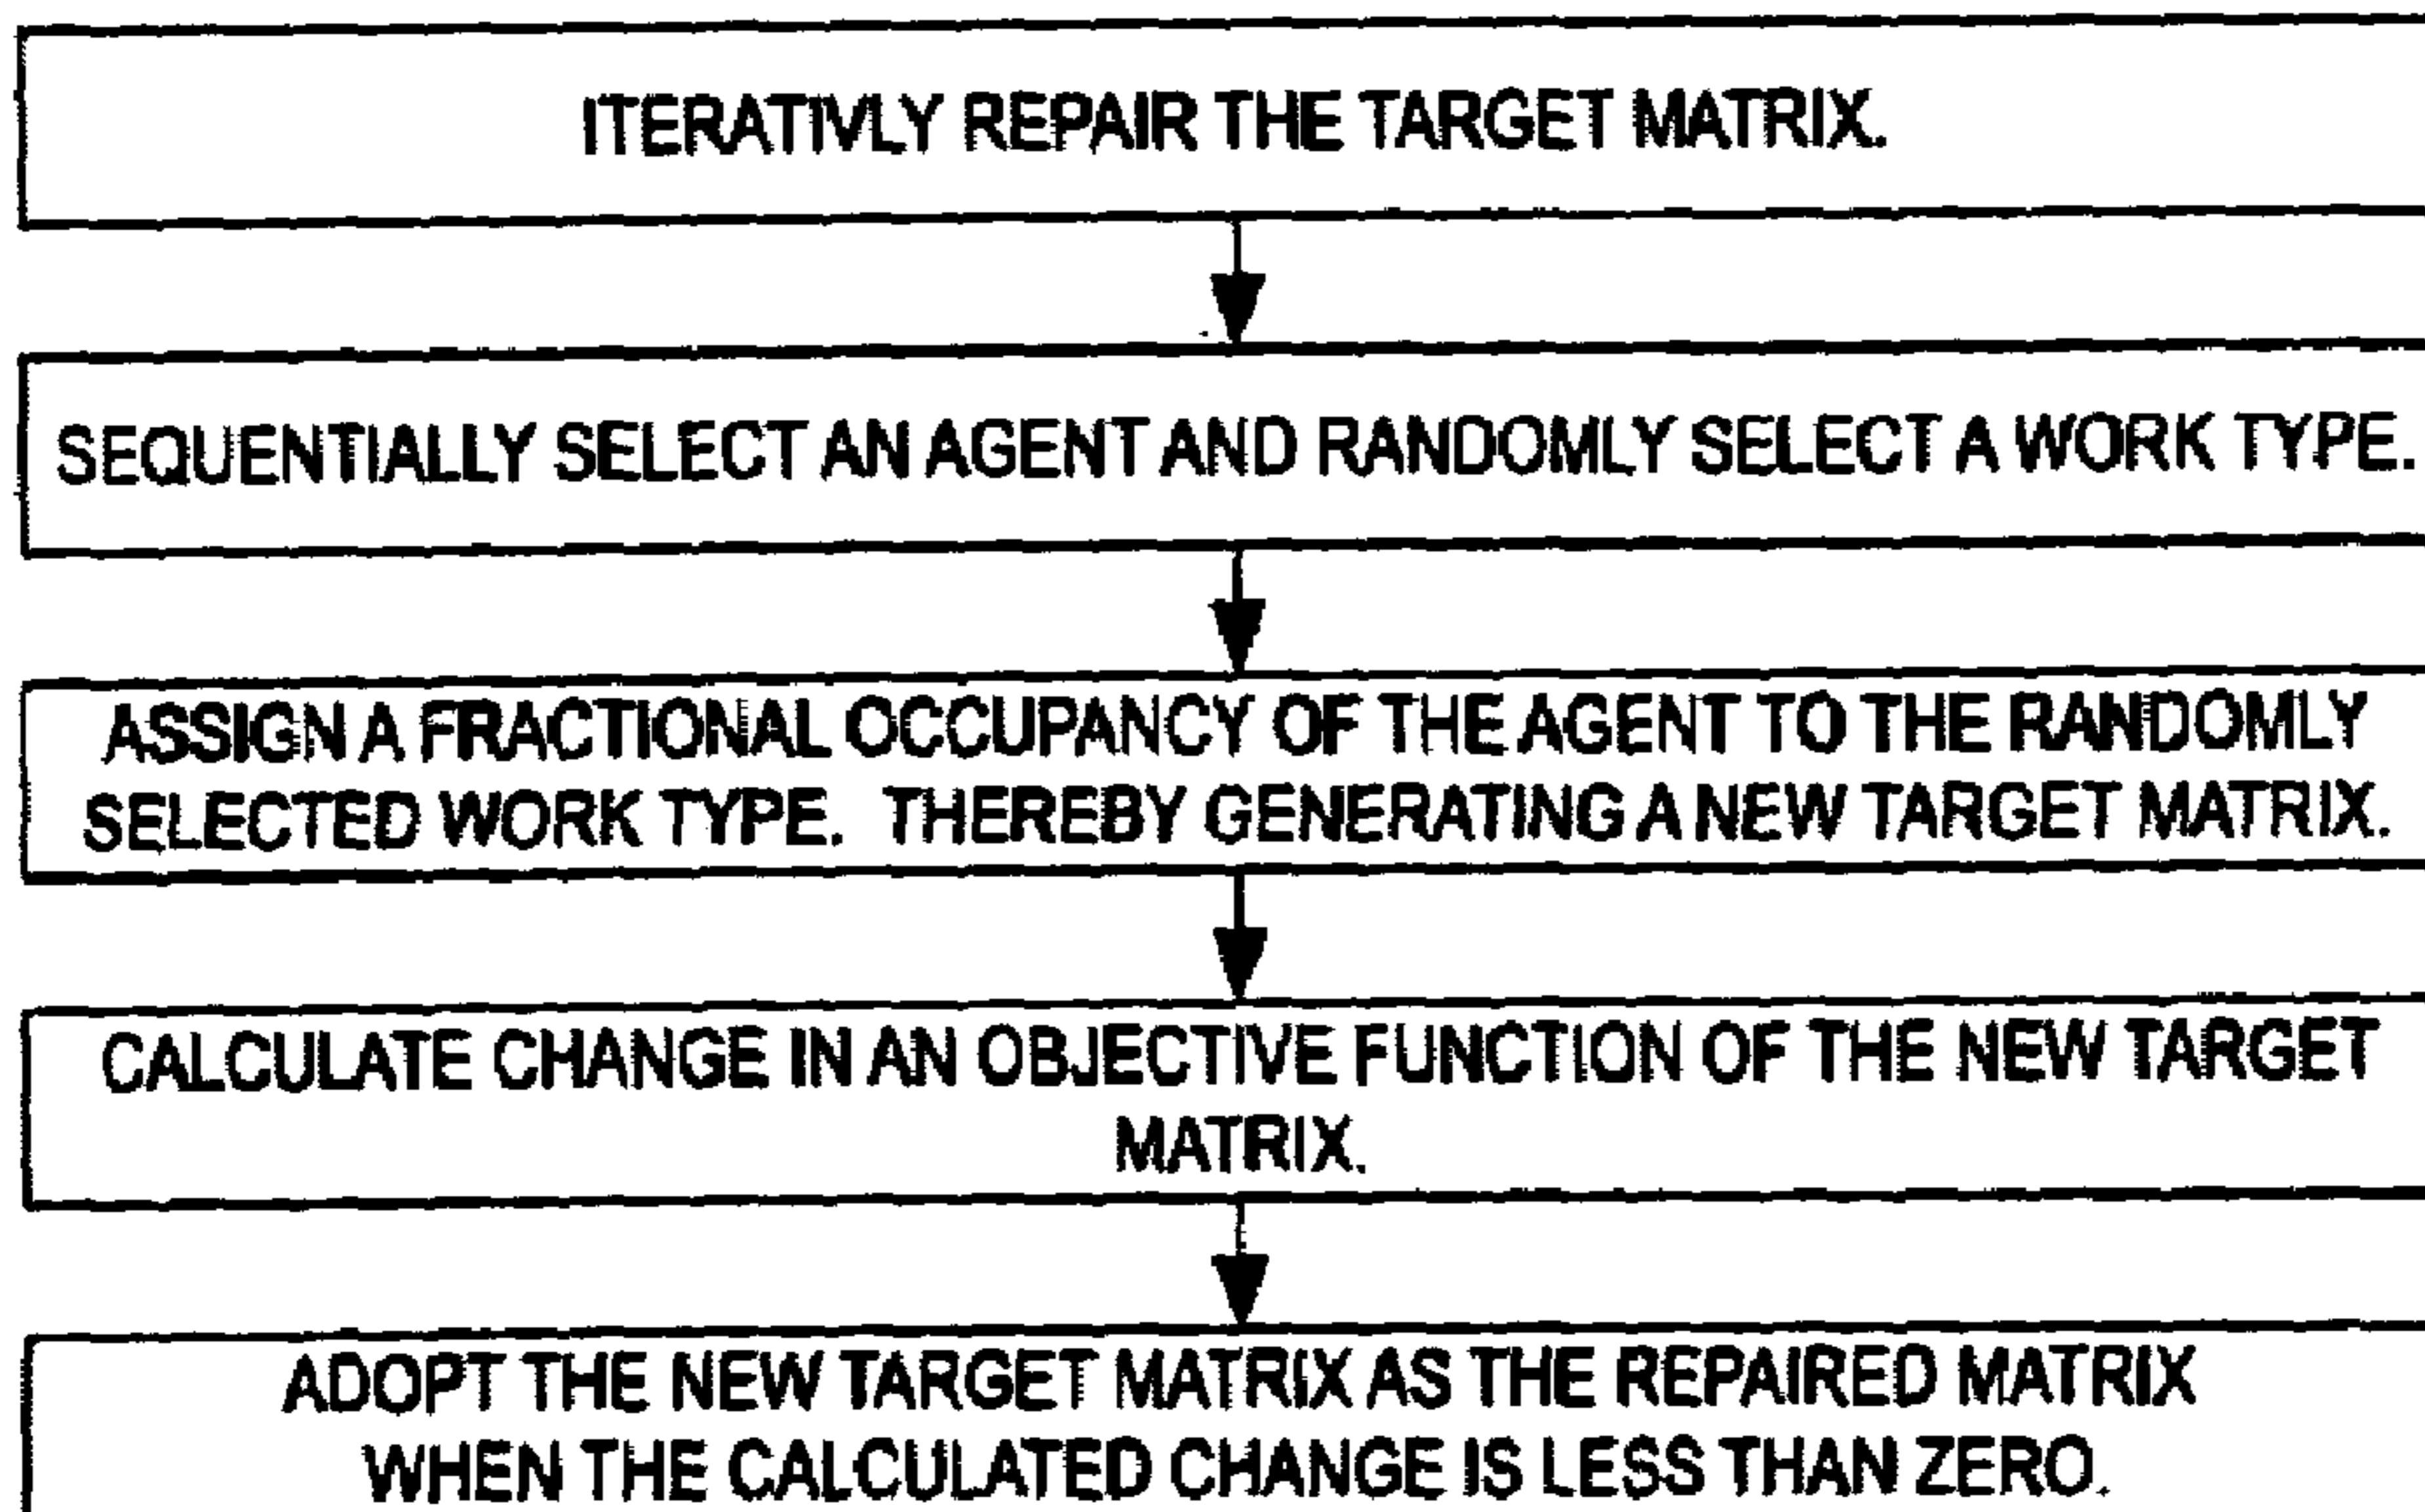 ITERATIVLY REPAIR THE TARGET MATRIX.
SEQUENTIALLY SELECT AN AGENT AND RANDOMLY SELECT A WORK TYPE.
ASSIGN A FRACTIONAL OCCUPANCY OF THE AGENT TO THE RANDOMLY
SELECTED WORK TYPE. THEREBY GENERATING A NEW TARGET MATRIX.
CALCULATE CHANGE IN AN OBJECTIVE FUNCTION OF THE NEW TARGET
MATRIX.
ADOPT THE NEW TARGET MATRIX AS THE REPAIRED MATRIX
WHEN THE CALCULATED CHANGE IS LESS THAN ZERO.